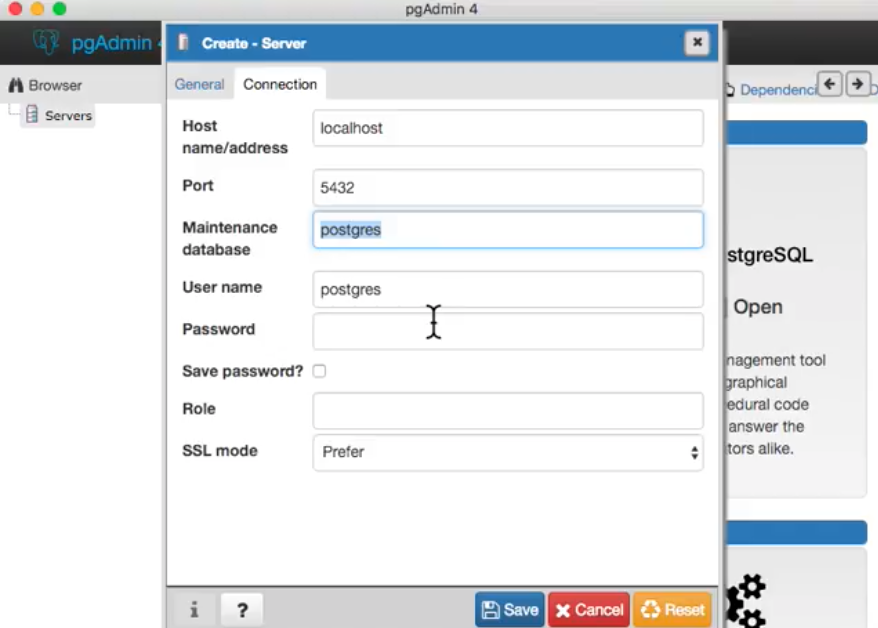 pgAdmin 4
pgAdmin 4
Create - Server
Browser
Servers
General
Connection
Dependenci
Host
name/address
localhost
Port
5432
Maintenance
database
postgres
User name
postgres
Password
Save password?
Role
SSL mode
Prefer
i
?
Save
Cancel
Reset
stgreSQL
Open
nagement tool
graphical
edural code
answer the
tors alike.